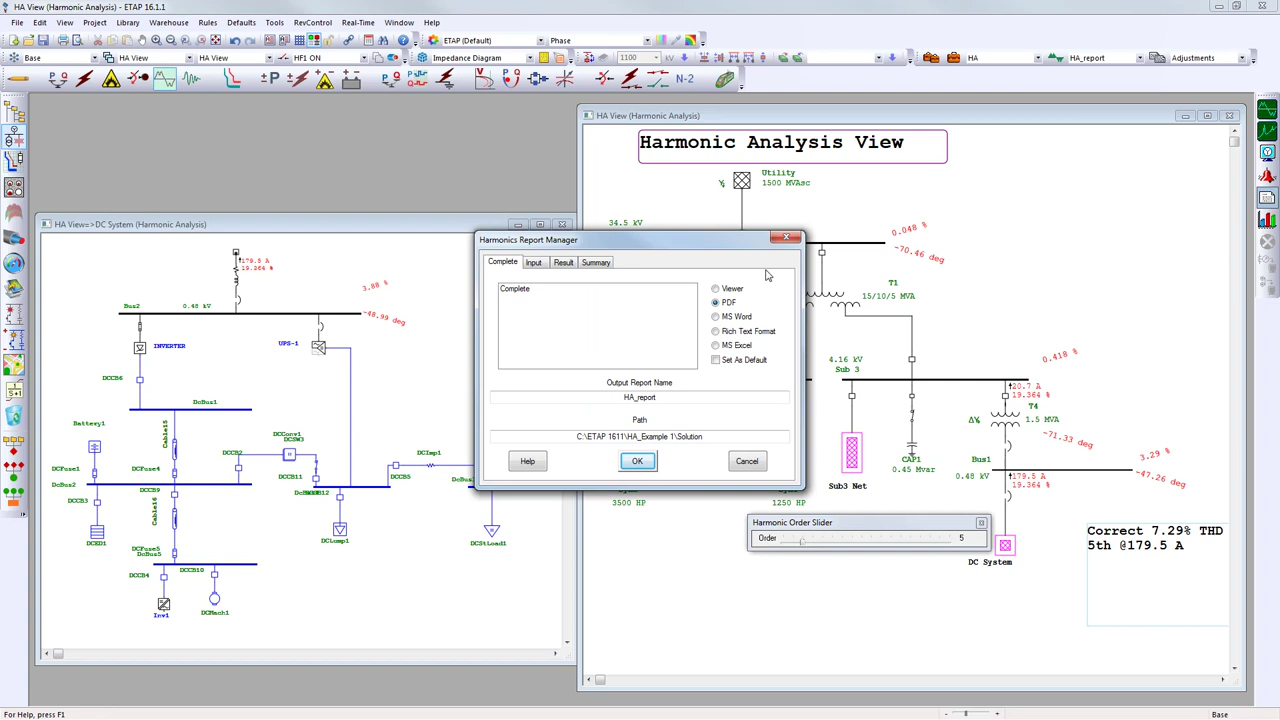 HA View (Harmonic Analysis) - ETAP 16.1.1
File Edit View Project Library Warehouse Rules Defaults Tools RevControl Real-Time Window Help
ETAP (Default) Phase
Base HA View HA View HF1 ON Impedance Diagram 1100 HA HA_report Adjustments
N-2
HA View (Harmonic Analysis)
Harmonic Analysis View
Utility
1500 MVAsc
34.5 kV
0.048 %
~70.46 deg
T1
15/10/5 MVA
4.16 kV
Sub 3
0.418 %
20.7 A
19.364 %
T4
1.5 MVA
~71.33 deg
CAP1
0.45 Mvar
Sub3 Net
Bus1
0.48 kV
179.5 A
19.364 %
3.29 %
~47.26 deg
3500 HP
1250 HP
DC System
Correct 7.29% THD
5th @179.5 A
Harmonic Order Slider
Order 5
HA View=>DC System (Harmonic Analysis)
179.5 A
19.364 %
3.88 %
Bus2 0.48 kV
~48.99 deg
INVERTER
UPS-1
DCCB6
DcBus1
Battery1
Cable15
DCConv1
DCSW3
DCCB2
DCImp1
DCFuse1
DCFuse4
DCCB11
DcBus2
DCCB9
DCCB5
DCCB3
Cable16
DCED1
DCLump1
DCStLoad1
DCFuse5
DcBus5
DCCB4
DCCB10
Inv1
DCMach1
Harmonics Report Manager
Complete Input Result Summary
Complete
Viewer
PDF
MS Word
Rich Text Format
MS Excel
Set As Default
Output Report Name
HA_report
Path
C:\ETAP 1611\HA_Example 1\Solution
Help OK Cancel
For Help, press F1
Base